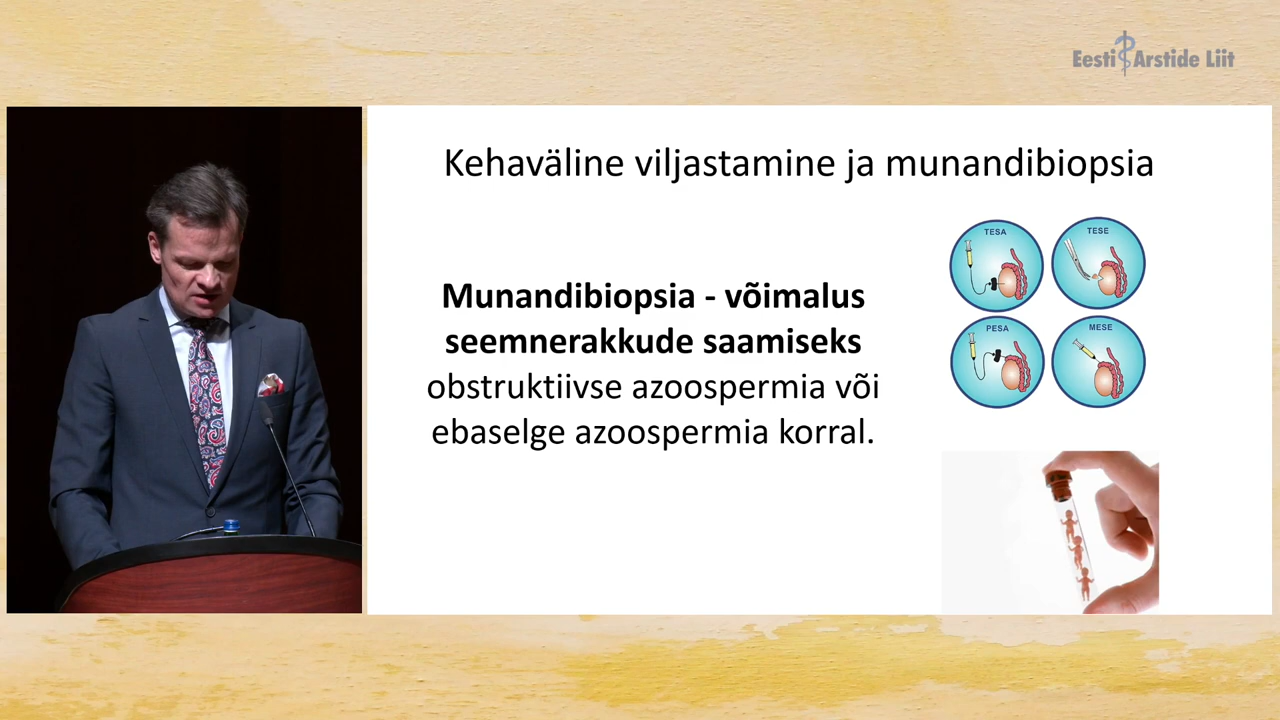 Eesti Arstide Liit
Kehaväline viljastamine ja munandibiopsia
Munandibiopsia - võimalus
seemnerakkude saamiseks
obstruktiivse azoospermia või
ebaselge azoospermia korral.
TESA
TESE
PESA
MESE